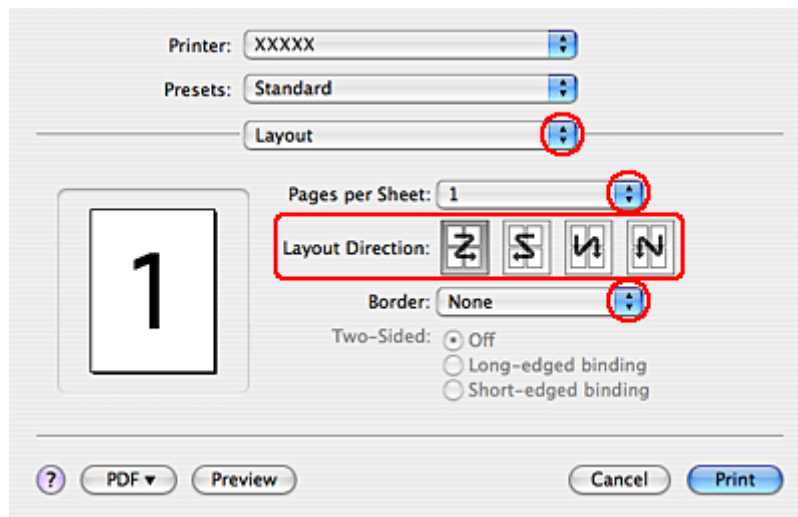 Printer: XXXXX
Presets: Standard
Layout
Pages per Sheet: 1
Layout Direction:
1
Border: None
Two-Sided: Off
Long-edged binding
Short-edged binding
? PDF▼ Preview Cancel Print